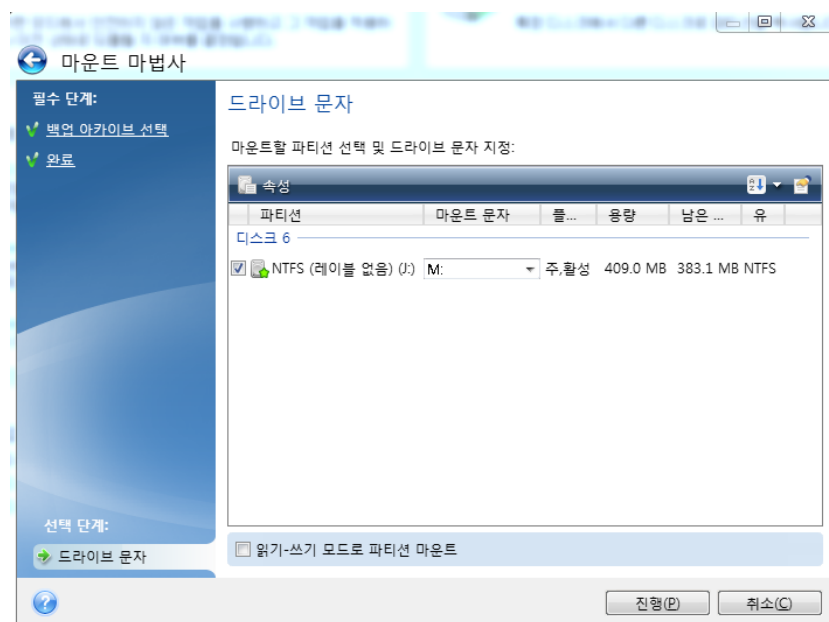 마운트 마법사
필수 단계:
백업 아카이브 선택
완료
드라이브 문자
마운트할 파티션 선택 및 드라이브 문자 지정:
속성
파티션 마운트 문자 플... 용량 남은 ... 유
디스크 6
NTFS (레이블 없음) (J:) M: 주,활성 409.0 MB 383.1 MB NTFS
선택 단계:
드라이브 문자
읽기-쓰기 모드로 파티션 마운트
진행(P) 취소(C)